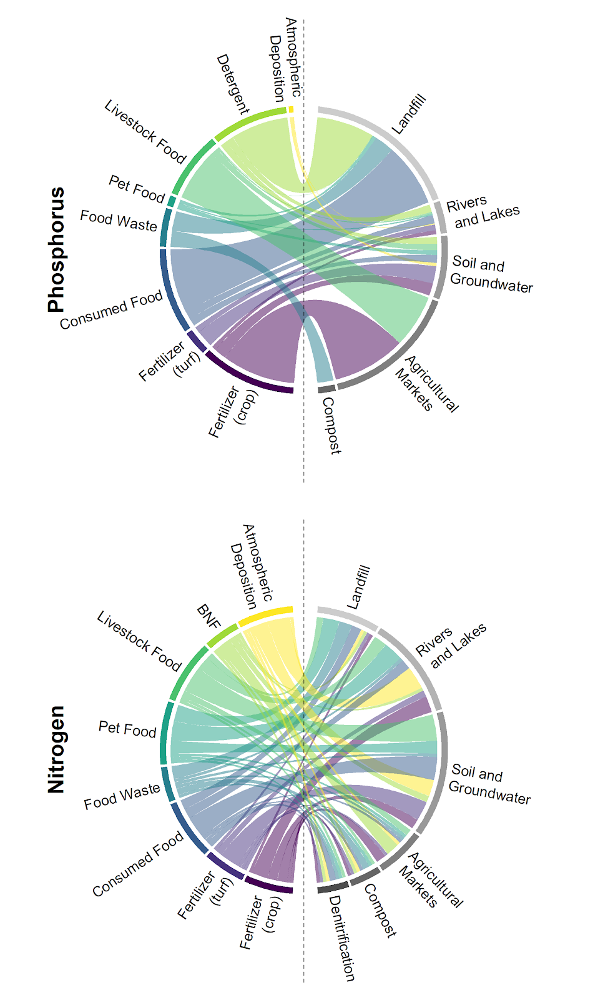 Phosphorus
Atmospheric
Deposition
Detergent
Livestock Food
Pet Food
Food Waste
Consumed Food
Fertilizer
(turf)
Fertilizer
(crop)
Landfill
Rivers
and Lakes
Soil and
Groundwater
Agricultural
Markets
Compost
Nitrogen
Atmospheric
Deposition
BNF
Livestock Food
Pet Food
Food Waste
Consumed Food
Fertilizer
(turf)
Fertilizer
(crop)
Landfill
Rivers
and Lakes
Soil and
Groundwater
Agricultural
Markets
Compost
Denitrification